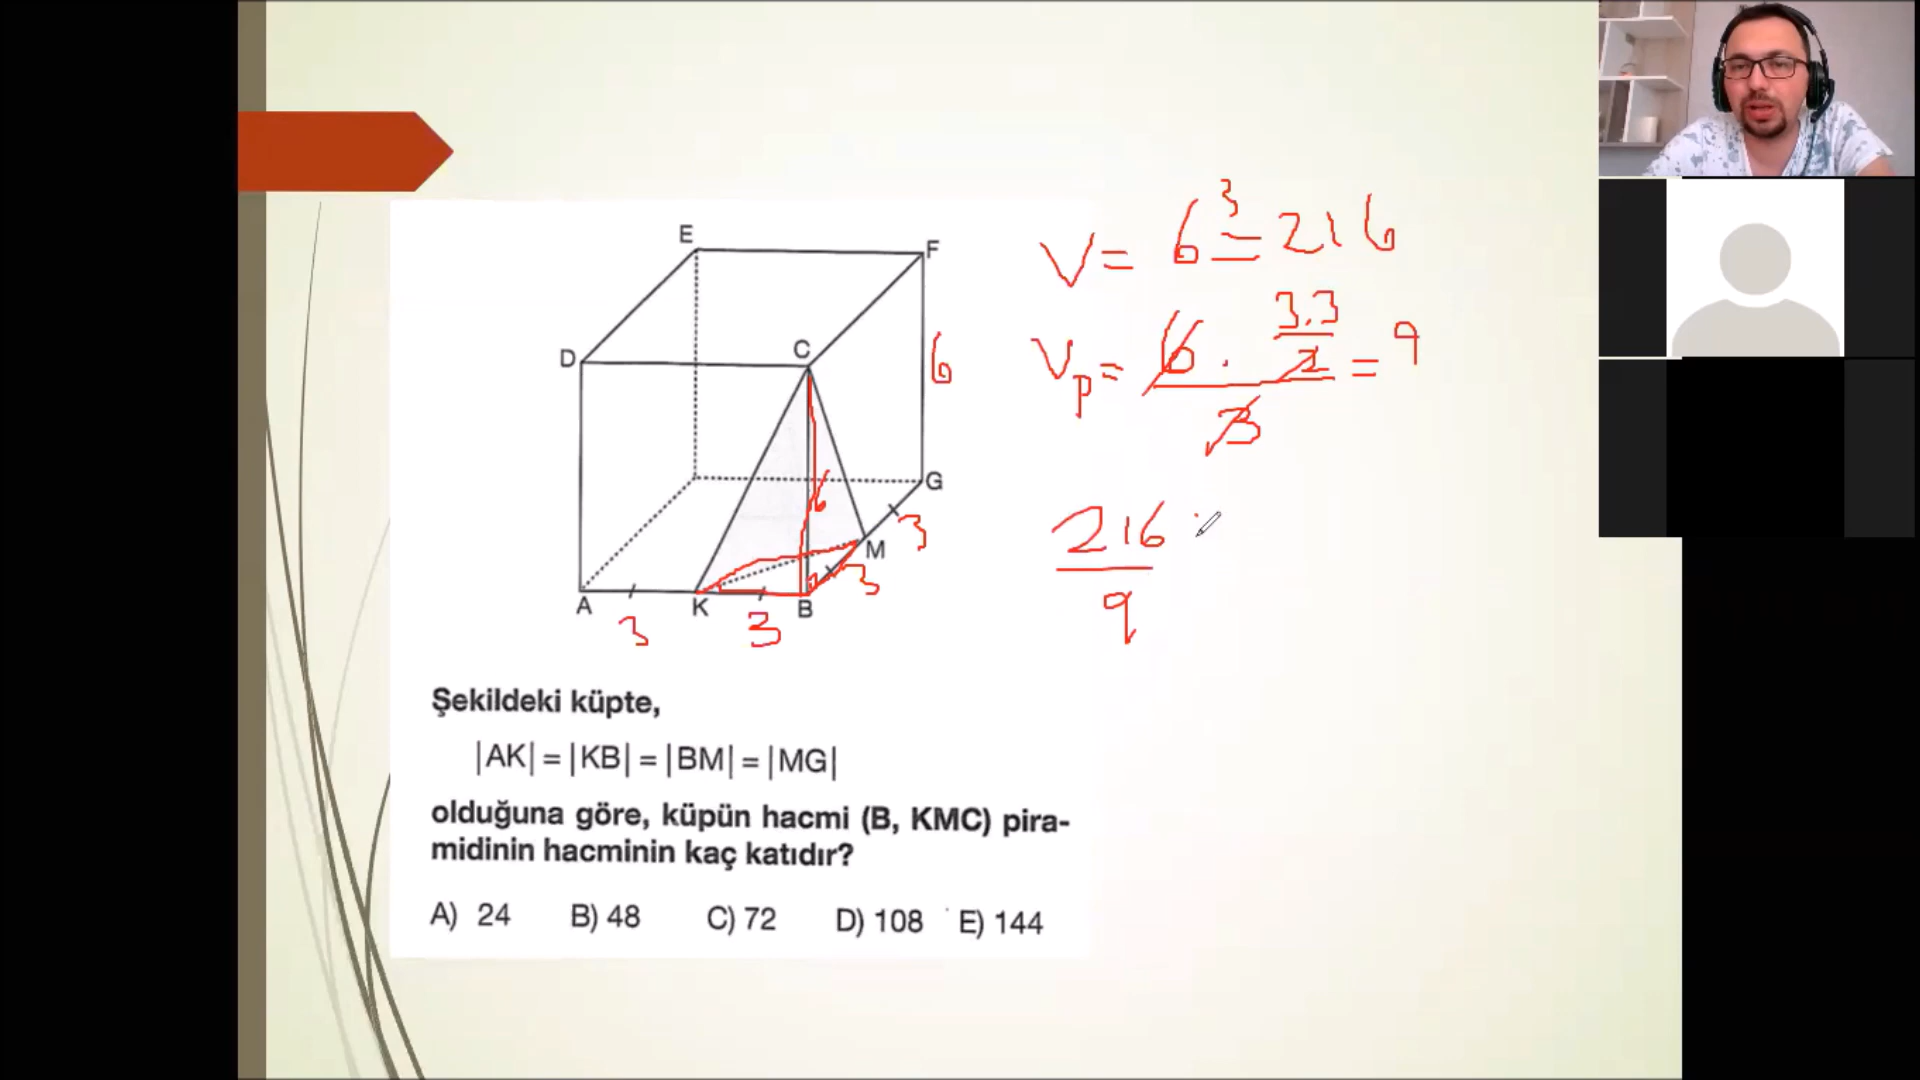 E
F
D
C
6
6
G
3
M
3
A
K
B
3
3
V = 6³ = 216
Vp = 6 · 3.3/2 / 3 = 9
216
9
Şekildeki küpte,
|AK| = |KB| = |BM| = |MG|
olduğuna göre, küpün hacmi (B, KMC) pira-
midinin hacminin kaç katıdır?
A) 24 B) 48 C) 72 D) 108 E) 144